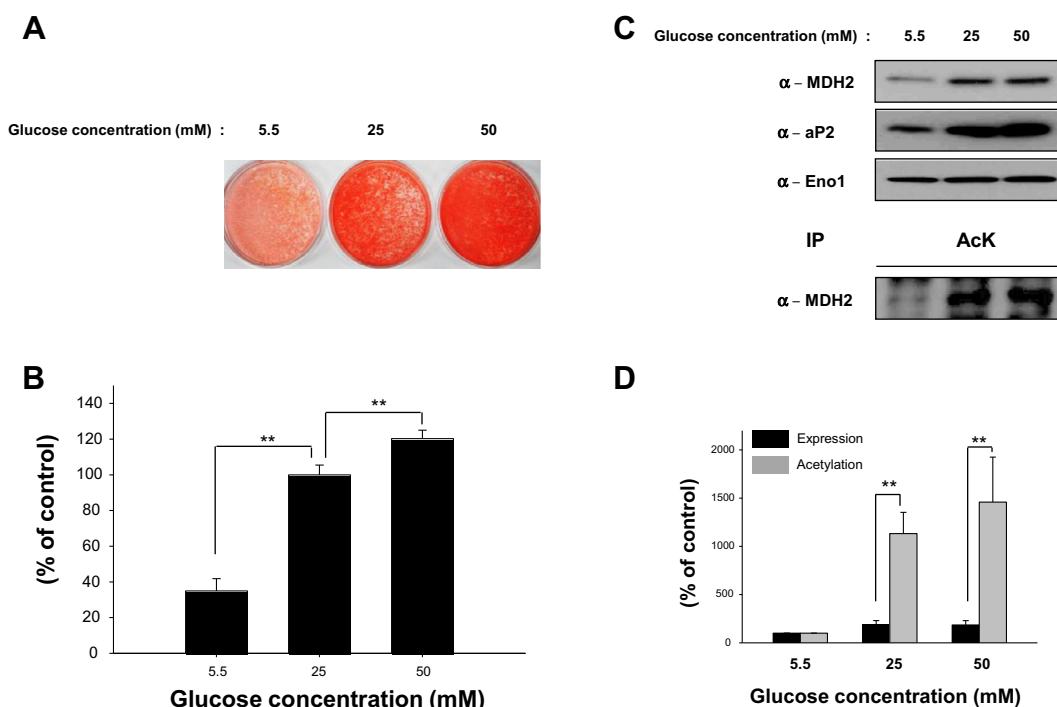 A
Glucose concentration (mM) : 5.5 25 50
B
(% of control)
140
120
100
80
60
40
20
0
** **
5.5 25 50
Glucose concentration (mM)
C
Glucose concentration (mM) : 5.5 25 50
α – MDH2
α – aP2
α – Eno1
IP AcK
α – MDH2
D
Expression
Acetylation
(% of control)
2000
1500
1000
500
0
** **
5.5 25 50
Glucose concentration (mM)